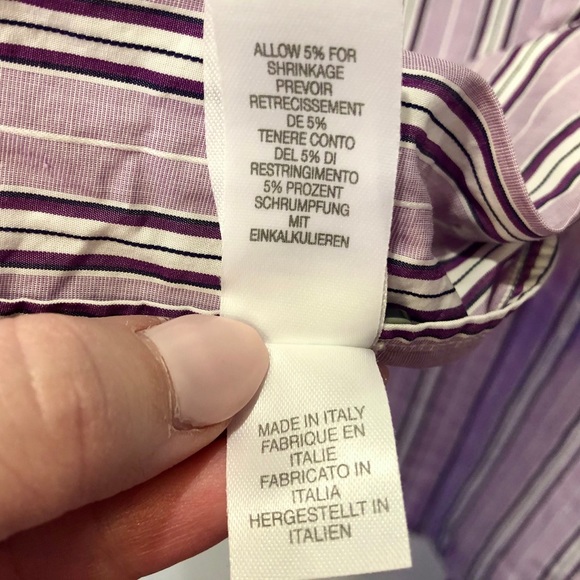 ALLOW 5% FOR
SHRINKAGE
PREVOIR
RETRECISSEMENT
DE 5%
TENERE CONTO
DEL 5% DI
RESTRINGIMENTO
5% PROZENT
SCHRUMPFUNG
MIT
EINKALKULIEREN
MADE IN ITALY
FABRIQUE EN
ITALIE
FABRICATO IN
ITALIA
HERGESTELLT IN
ITALIEN